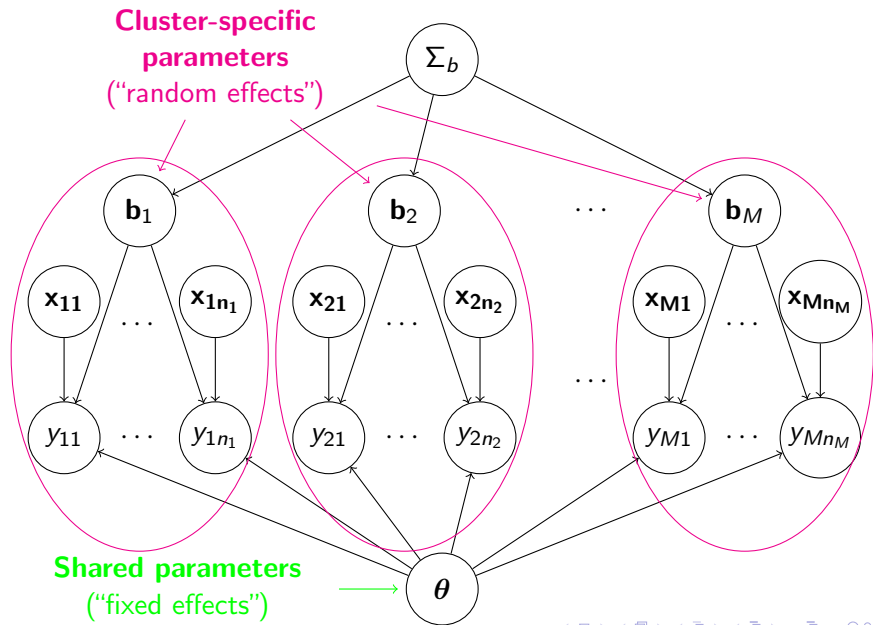 Cluster-specific
parameters
(“random effects”)
Σ_b
b_1
b_2
...
b_M
x_11
...
x_1n_1
x_21
...
x_2n_2
x_M1
...
x_Mn_M
...
y_11
...
y_1n_1
y_21
...
y_2n_2
y_M1
...
y_Mn_M
Shared parameters
(“fixed effects”)
θ